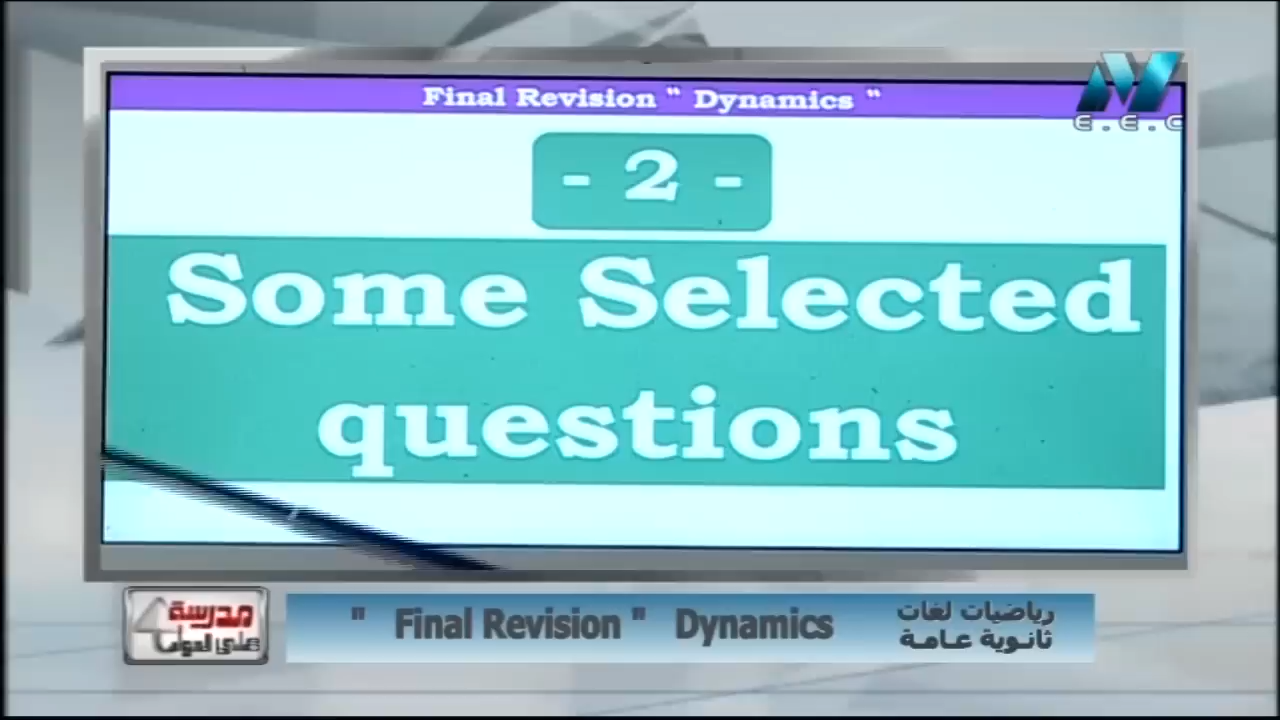 Final Revision " Dynamics "
E.E.C
- 2 -
Some Selected
questions
مدرسة
على الهواء
" Final Revision " Dynamics
رياضيات لغات
ثانوية عامة